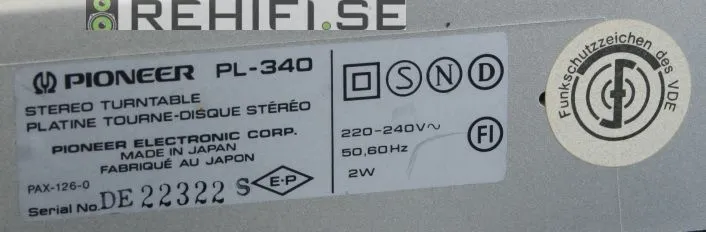 REHIFI.SE
PIONEER PL-340
STEREO TURNTABLE
PLATINE TOURNE-DISQUE STÉRÉO
PIONEER ELECTRONIC CORP.
MADE IN JAPAN
FABRIQUÉ AU JAPON
PAX-126-0
Serial No. DE 22322 S
E-P
S N D
220-240V~
50,60Hz
2W
FI
Funkschutzzeichen des VDE